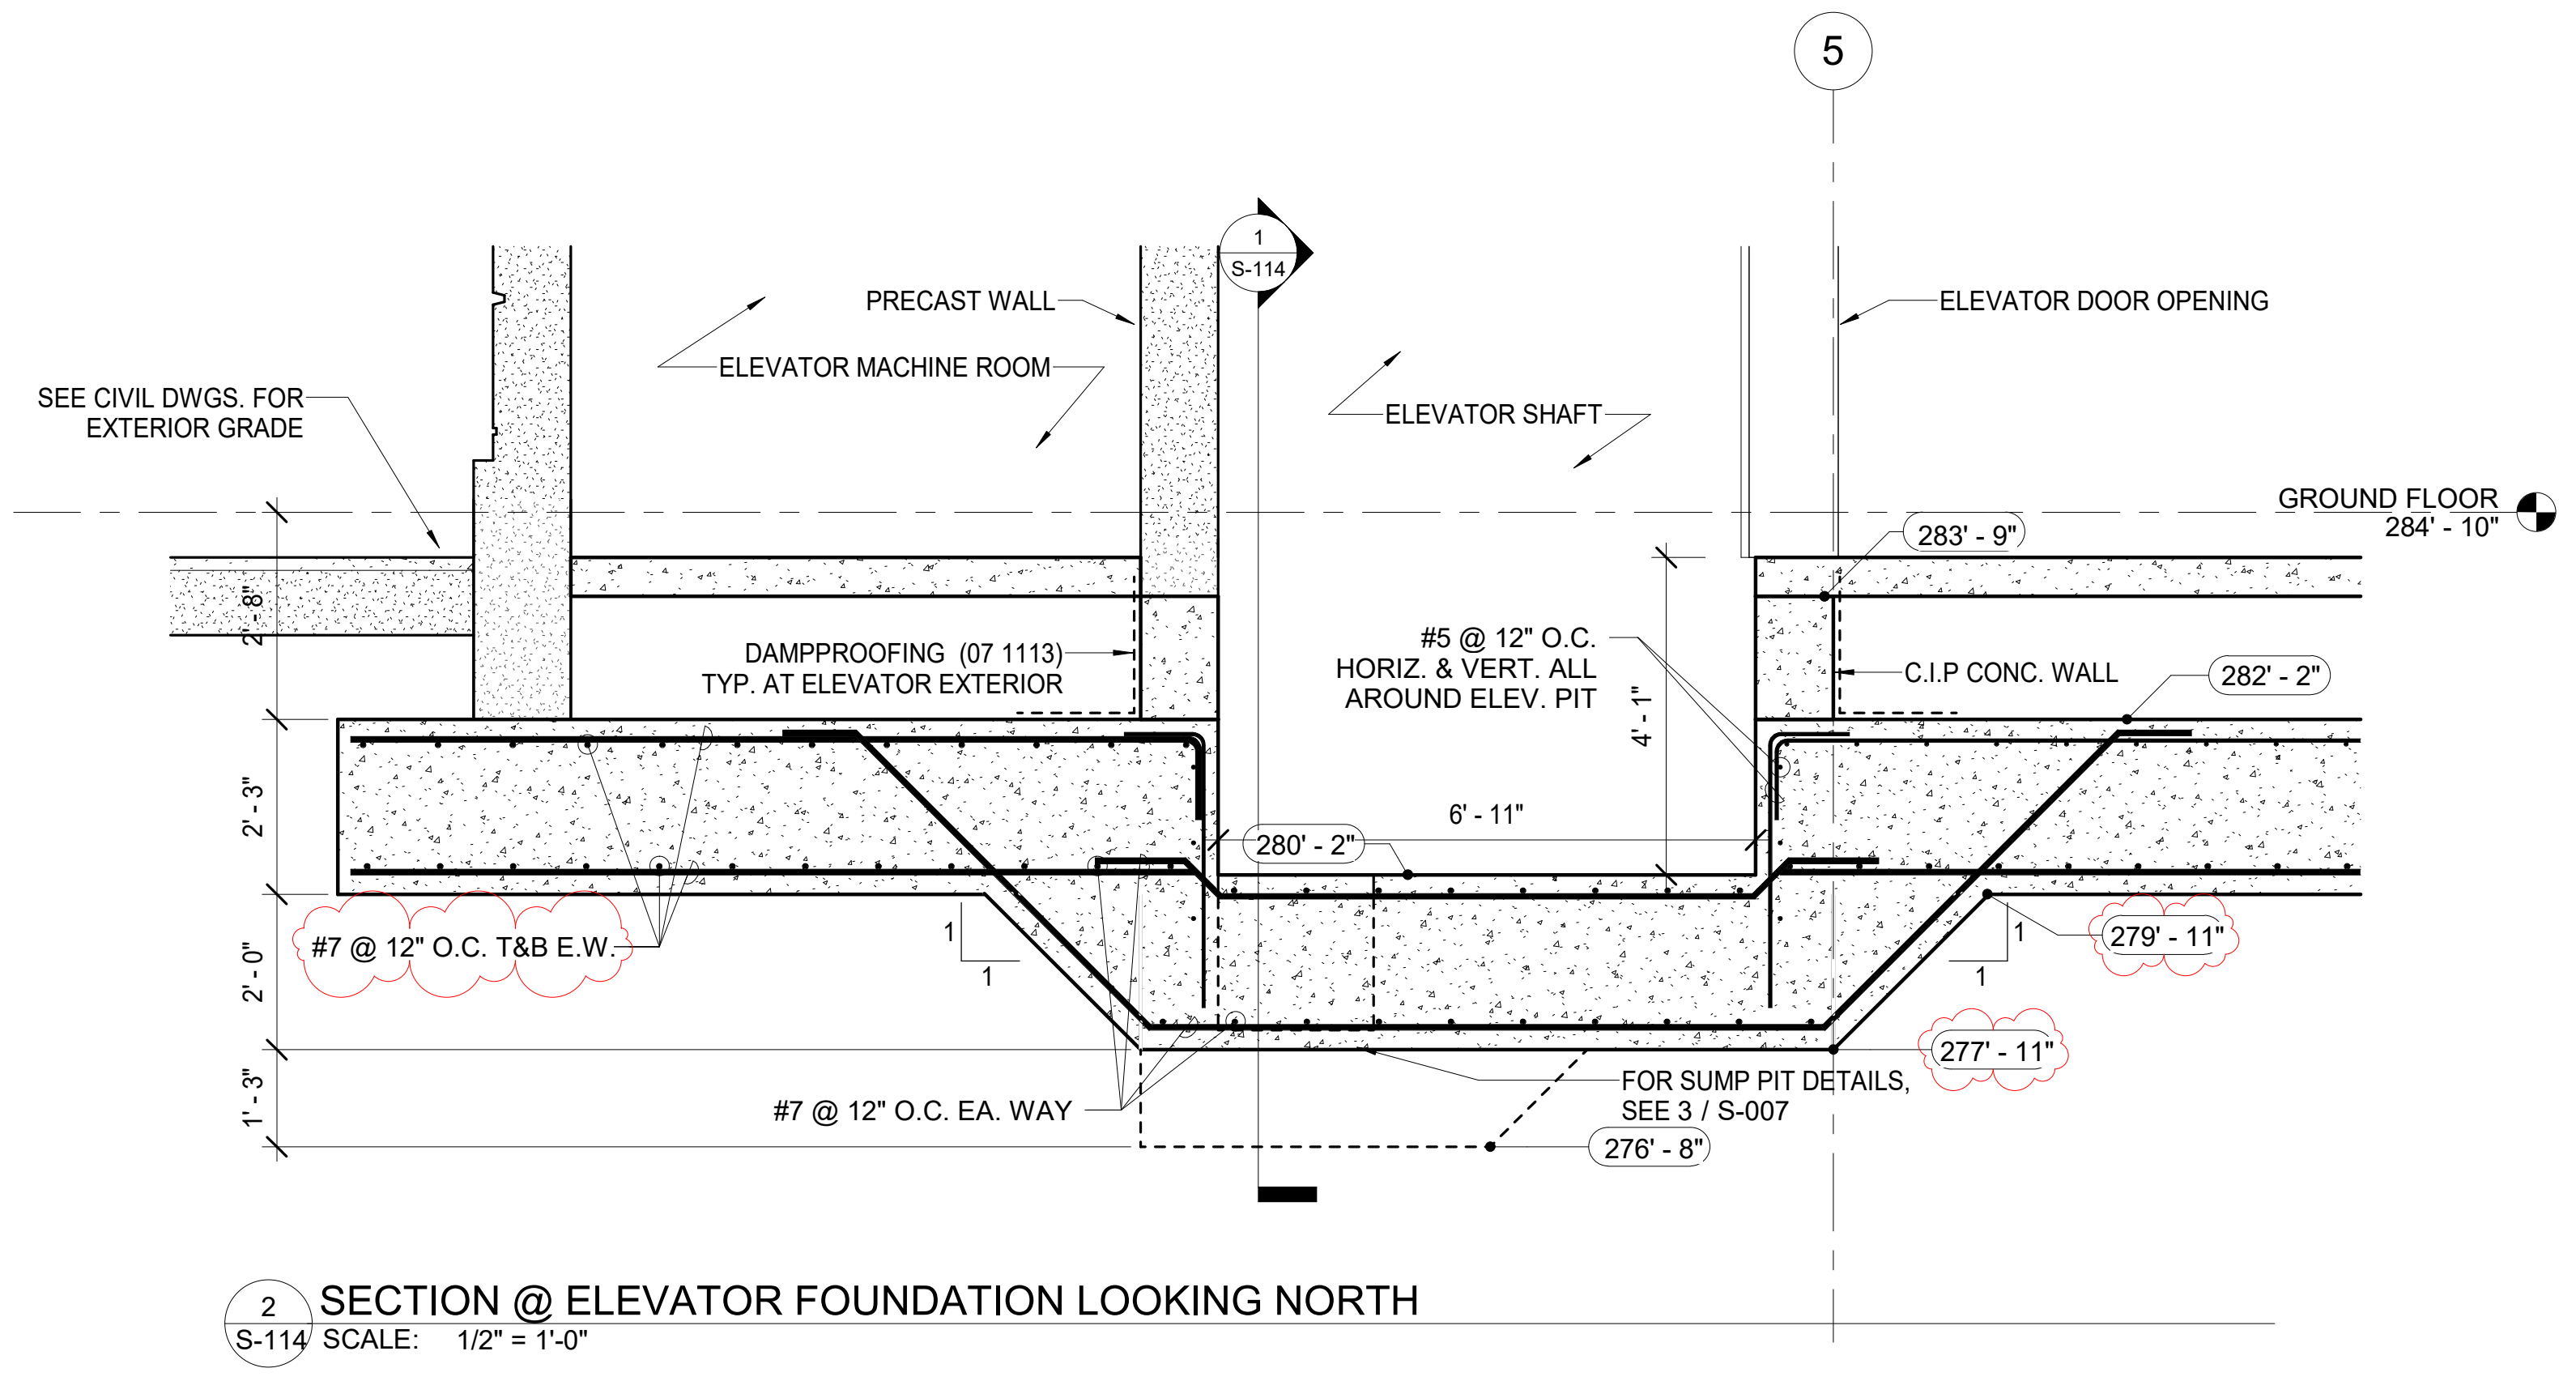 5
1
S-114
PRECAST WALL
ELEVATOR DOOR OPENING
ELEVATOR MACHINE ROOM
SEE CIVIL DWGS. FOR
EXTERIOR GRADE
ELEVATOR SHAFT
GROUND FLOOR
284' - 10"
283' - 9"
2' - 8"
DAMPPROOFING (07 1113)
TYP. AT ELEVATOR EXTERIOR
#5 @ 12" O.C.
HORIZ. & VERT. ALL
AROUND ELEV. PIT
4' - 1"
C.I.P CONC. WALL
282' - 2"
2' - 3"
6' - 11"
280' - 2"
#7 @ 12" O.C. T&B E.W.
1
1
1
1
279' - 11"
2' - 0"
277' - 11"
1' - 3"
#7 @ 12" O.C. EA. WAY
FOR SUMP PIT DETAILS,
SEE 3 / S-007
276' - 8"
2
S-114
SECTION @ ELEVATOR FOUNDATION LOOKING NORTH
SCALE: 1/2" = 1'-0"